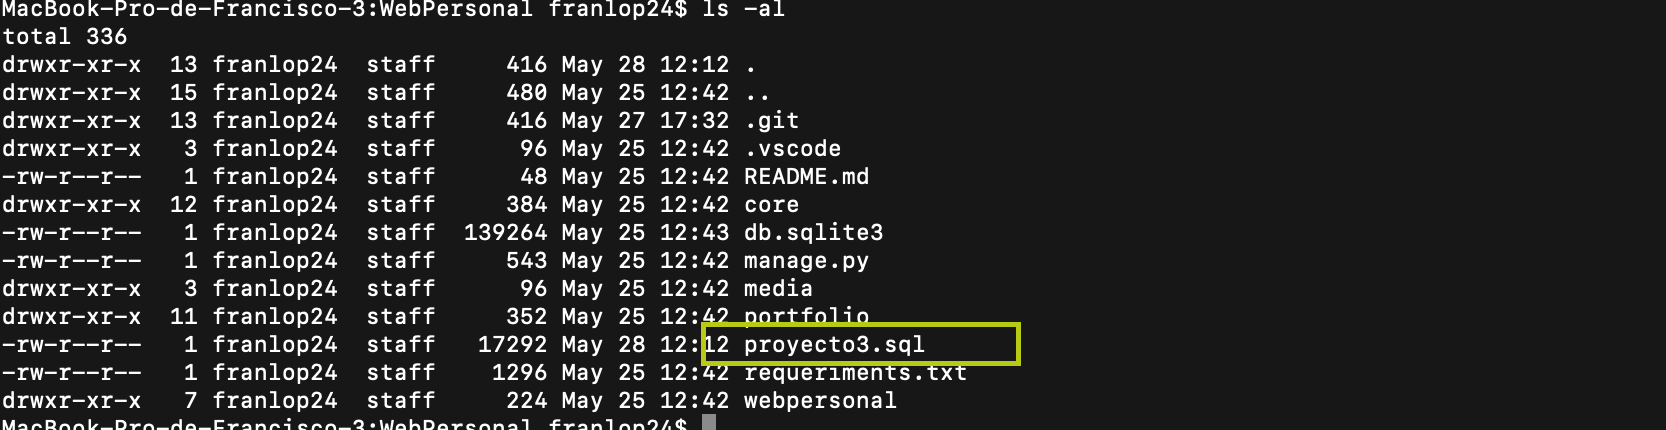 MacBook-Pro-de-Francisco-3:WebPersonal franlop24$ ls -al
total 336
drwxr-xr-x  13 franlop24  staff     416 May 28 12:12 .
drwxr-xr-x  15 franlop24  staff     480 May 25 12:42 ..
drwxr-xr-x  13 franlop24  staff     416 May 27 17:32 .git
drwxr-xr-x   3 franlop24  staff      96 May 25 12:42 .vscode
-rw-r--r--   1 franlop24  staff      48 May 25 12:42 README.md
drwxr-xr-x  12 franlop24  staff     384 May 25 12:42 core
-rw-r--r--   1 franlop24  staff  139264 May 25 12:43 db.sqlite3
-rw-r--r--   1 franlop24  staff     543 May 25 12:42 manage.py
drwxr-xr-x   3 franlop24  staff      96 May 25 12:42 media
drwxr-xr-x  11 franlop24  staff     352 May 25 12:42 portfolio
-rw-r--r--   1 franlop24  staff   17292 May 28 12:12 proyecto3.sql
-rw-r--r--   1 franlop24  staff    1296 May 25 12:42 requeriments.txt
drwxr-xr-x   7 franlop24  staff     224 May 25 12:42 webpersonal
MacBook-Pro-de-Francisco-3:WebPersonal franlop24$